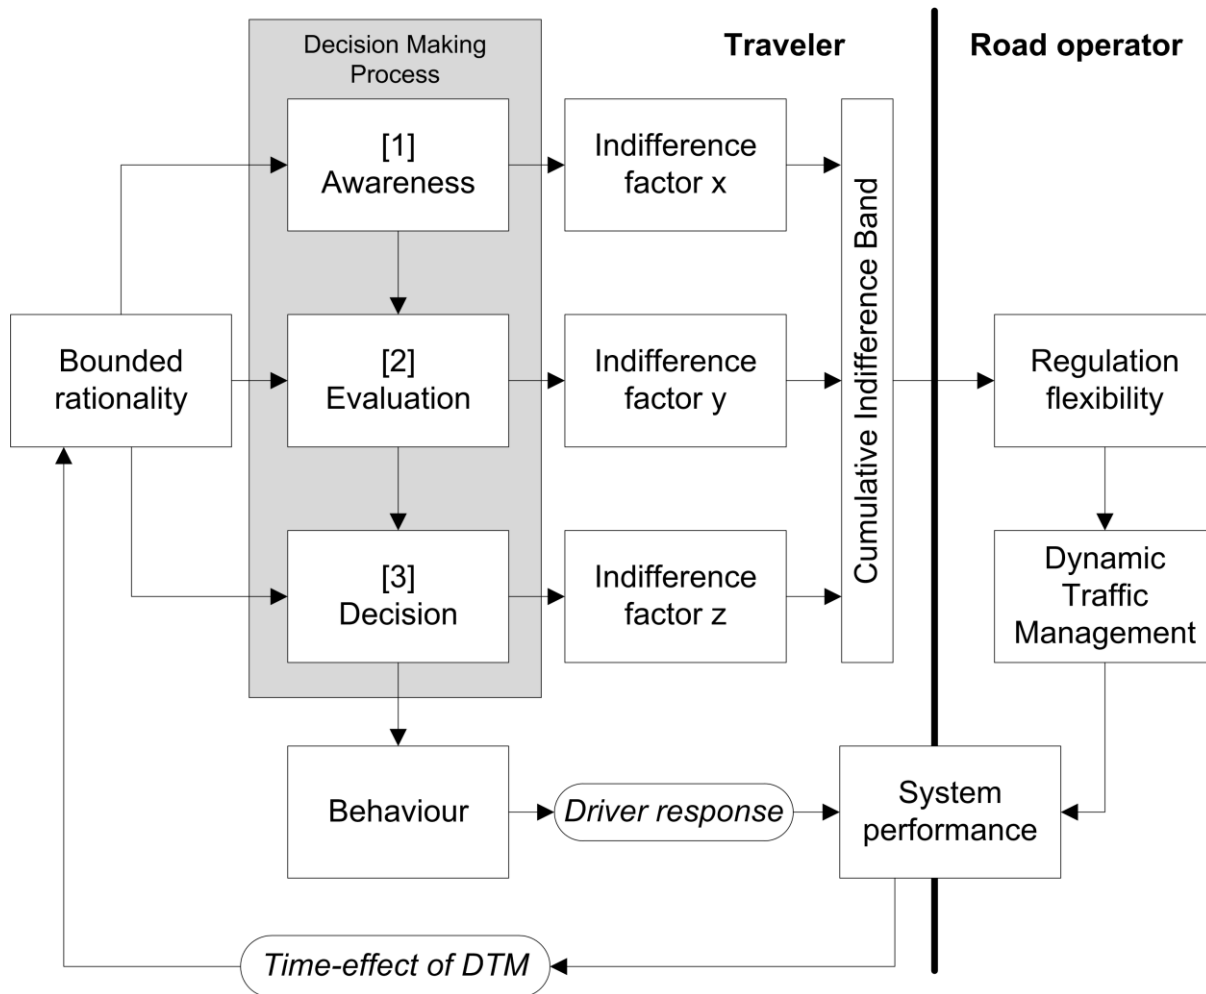 Decision Making
Process
Traveler
Road operator
[1]
Awareness
Indifference
factor x
Cumulative Indifference Band
Bounded
rationality
[2]
Evaluation
Indifference
factor y
Regulation
flexibility
[3]
Decision
Indifference
factor z
Dynamic
Traffic
Management
Behaviour
Driver response
System
performance
Time-effect of DTM